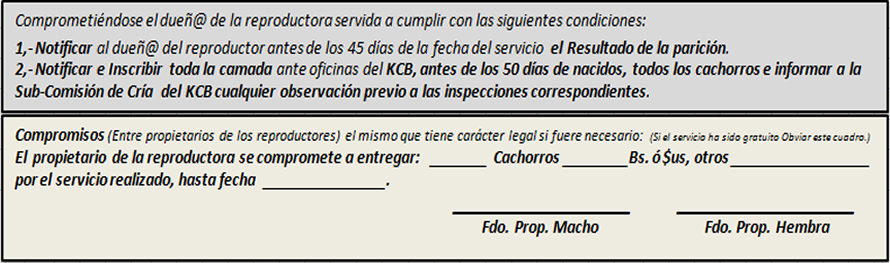 Comprometiéndose el dueñ@ de la reproductora servida a cumplir con las siguientes condiciones:
1,- Notificar al dueñ@ del reproductor antes de los 45 días de la fecha del servicio el Resultado de la parición.
2,- Notificar e Inscribir toda la camada ante oficinas del KCB, antes de los 50 días de nacidos, todos los cachorros e informar a la
Sub-Comisión de Cría del KCB cualquier observación previo a las inspecciones correspondientes.
Compromisos (Entre propietarios de los reproductores) el mismo que tiene carácter legal si fuere necesario: (Si el servicio ha sido gratuito Obviar este cuadro.)
El propietario de la reproductora se compromete a entregar: ______ Cachorros _______ Bs. ó $us, otros _______________
por el servicio realizado, hasta fecha _____________.
Fdo. Prop. Macho Fdo. Prop. Hembra